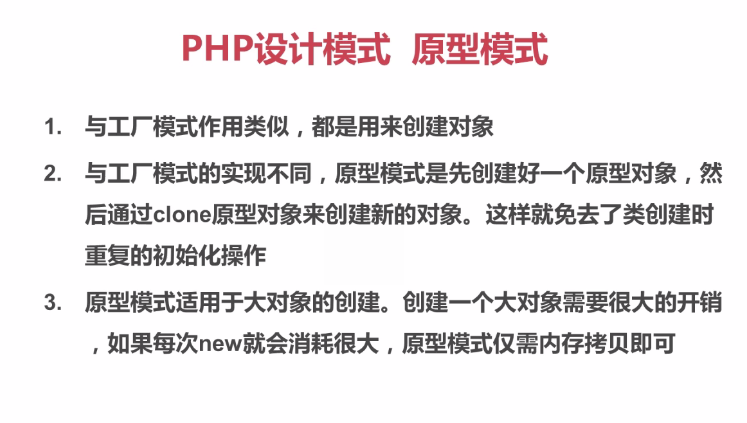 PHP设计模式 原型模式
1. 与工厂模式作用类似，都是用来创建对象
2. 与工厂模式的实现不同，原型模式是先创建好一个原型对象，然
后通过clone原型对象来创建新的对象。这样就免去了类创建时
重复的初始化操作
3. 原型模式适用于大对象的创建。创建一个大对象需要很大的开销
，如果每次new就会消耗很大，原型模式仅需内存拷贝即可